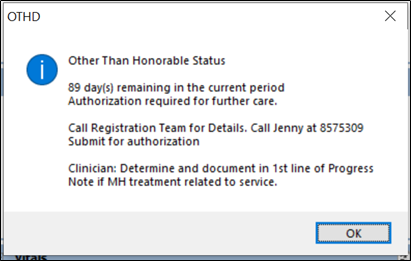 OTHD
Other Than Honorable Status
89 day(s) remaining in the current period
Authorization required for further care.
Call Registration Team for Details. Call Jenny at 8575309
Submit for authorization
Clinician: Determine and document in 1st line of Progress
Note if MH treatment related to service.
OK
Vitals